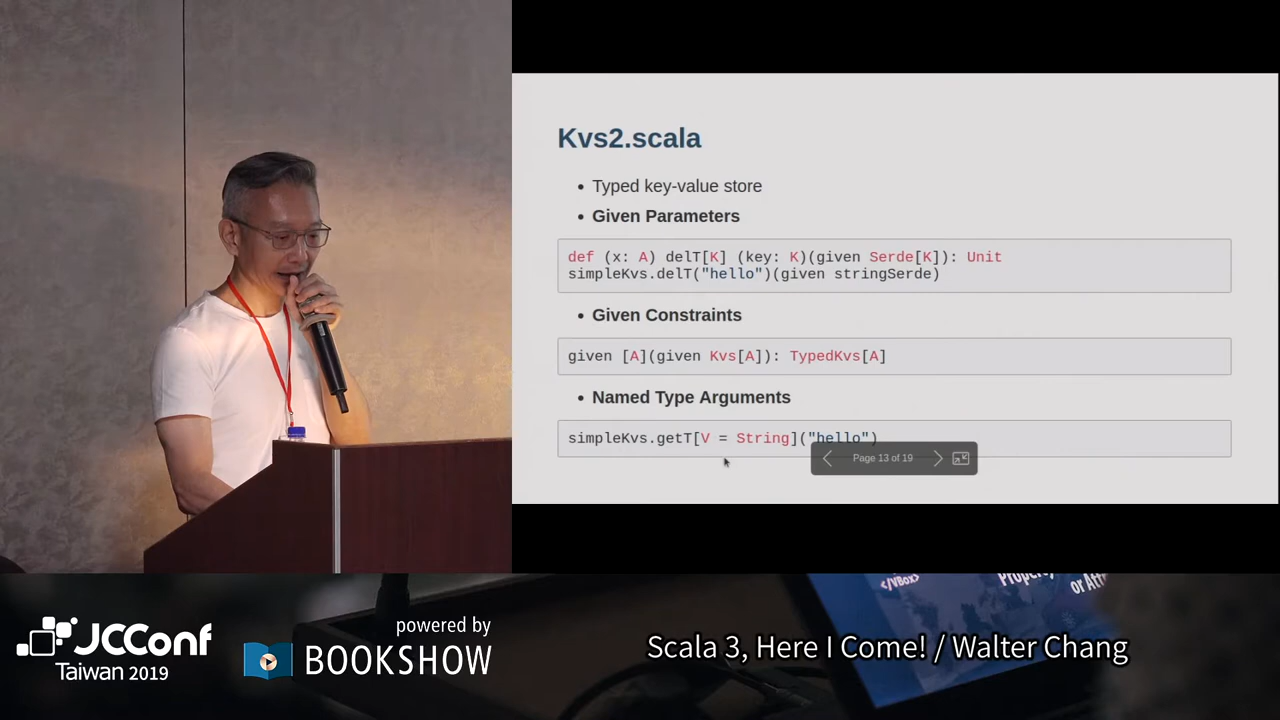 Kvs2.scala
• Typed key-value store
• Given Parameters
def (x: A) delT[K] (key: K)(given Serde[K]): Unit
simpleKvs.delT("hello")(given stringSerde)
• Given Constraints
given [A](given Kvs[A]): TypedKvs[A]
• Named Type Arguments
simpleKvs.getT[V = String]("hello")
Page 13 of 19
</VBox>
JCConf
Taiwan 2019
powered by
BOOKSHOW
Scala 3, Here I Come! / Walter Chang